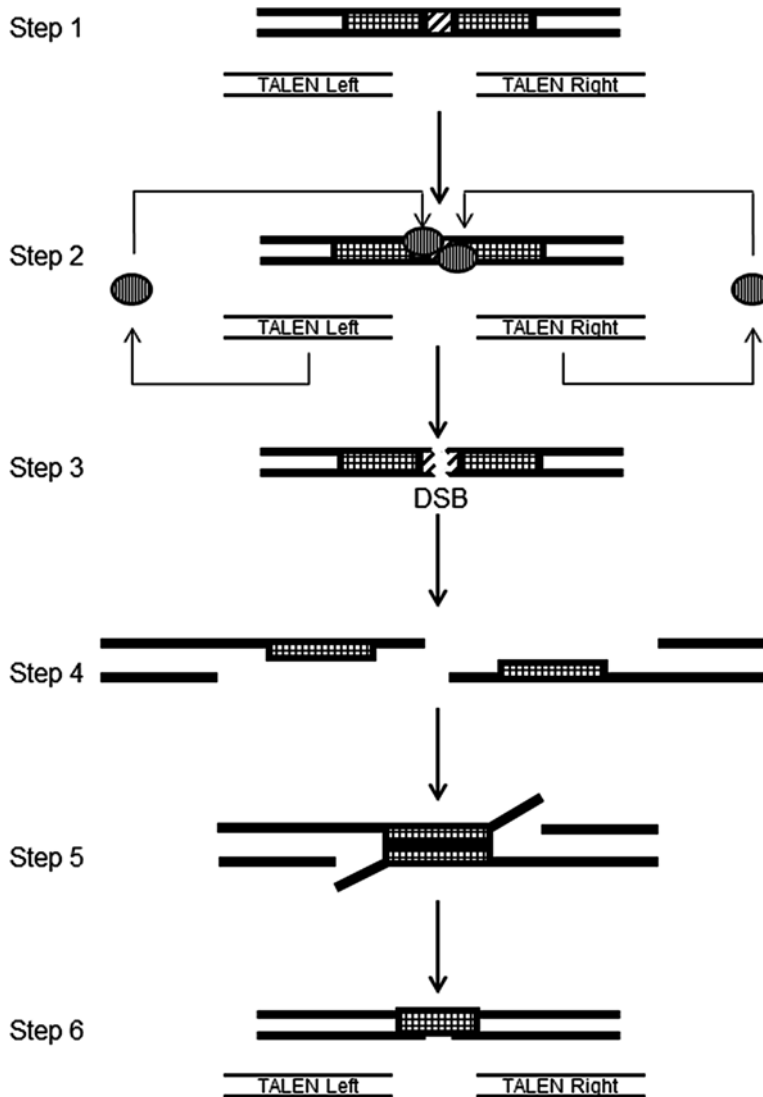 Step 1
TALEN Left TALEN Right
Step 2
TALEN Left TALEN Right
Step 3
DSB
Step 4
Step 5
Step 6
TALEN Left TALEN Right